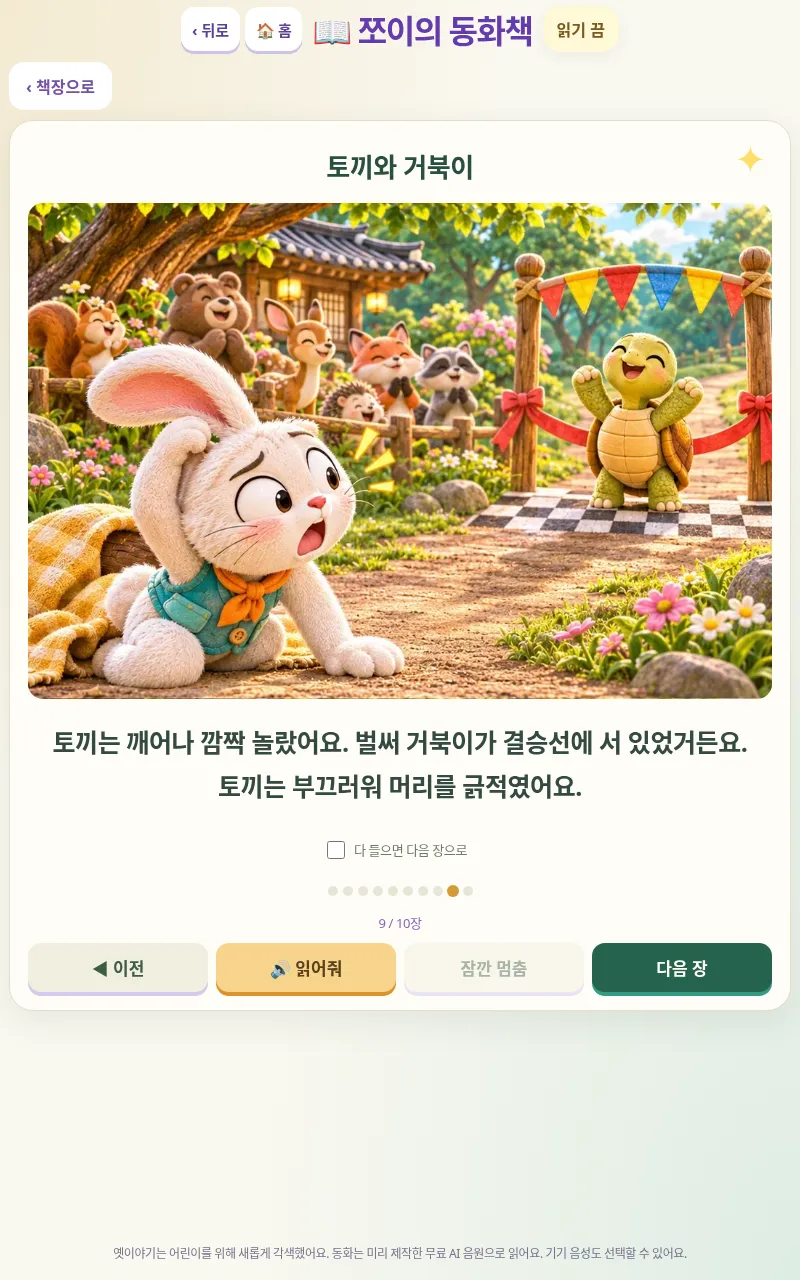 ‹ 뒤로
🏠 홈
📖 쪼이의 동화책
읽기 끝
‹ 책장으로
토끼와 거북이
토끼는 깨어나 깜짝 놀랐어요. 벌써 거북이가 결승선에 서 있었거든요.
토끼는 부끄러워 머리를 긁적였어요.
다 들으면 다음 장으로
9 / 10장
◀ 이전
🔊 읽어줘
잠깐 멈춤
다음 장
옛이야기는 어린이를 위해 새롭게 각색했어요. 동화는 미리 제작한 무료 AI 음원으로 읽어요. 기기 음성도 선택할 수 있어요.